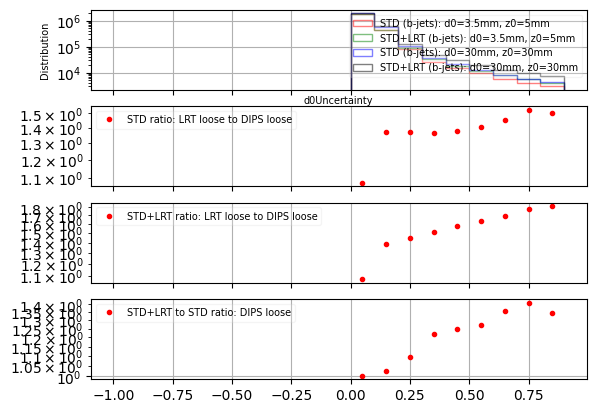 Distribution
10⁶
10⁵
10⁴
STD (b-jets): d0=3.5mm, z0=5mm
STD+LRT (b-jets): d0=3.5mm, z0=5mm
STD (b-jets): d0=30mm, z0=30mm
STD+LRT (b-jets): d0=30mm, z0=30mm
d0Uncertainty
1.5 × 10⁰
1.4 × 10⁰
1.3 × 10⁰
1.2 × 10⁰
1.1 × 10⁰
STD ratio: LRT loose to DIPS loose
1.8 × 10⁰
1.7 × 10⁰
1.6 × 10⁰
1.5 × 10⁰
1.4 × 10⁰
1.3 × 10⁰
1.2 × 10⁰
1.1 × 10⁰
STD+LRT ratio: LRT loose to DIPS loose
1.4 × 10⁰
1.35 × 10⁰
1.3 × 10⁰
1.25 × 10⁰
1.2 × 10⁰
1.15 × 10⁰
1.1 × 10⁰
1.05 × 10⁰
10⁰
STD+LRT to STD ratio: DIPS loose
−1.00 −0.75 −0.50 −0.25 0.00 0.25 0.50 0.75